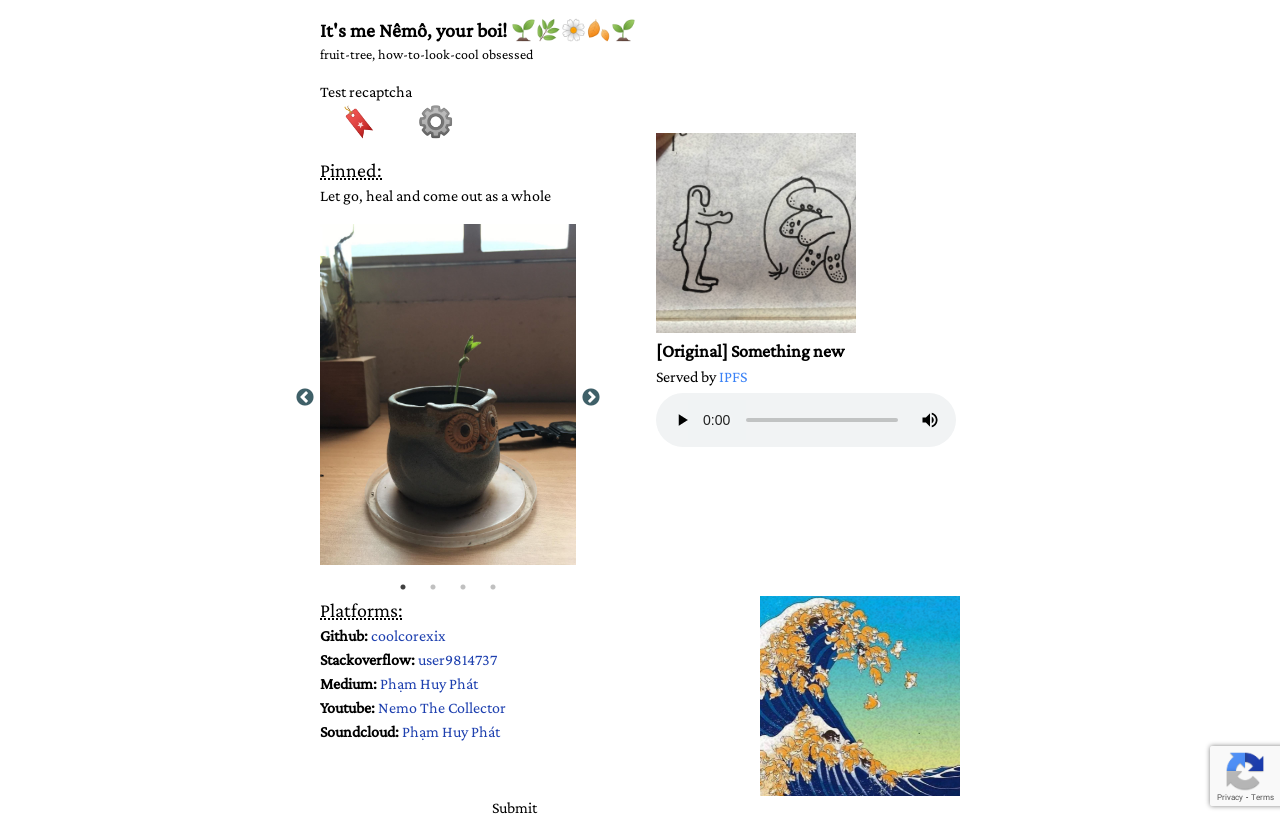 It's me Nêmô, your boi! 🌱🌿🌼🍂🌱
fruit-tree, how-to-look-cool obsessed
Test recaptcha
Pinned:
Let go, heal and come out as a whole
[Original] Something new
Served by IPFS
0:00
Platforms:
Github: coolcorexix
Stackoverflow: user9814737
Medium: Phạm Huy Phát
Youtube: Nemo The Collector
Soundcloud: Phạm Huy Phát
Submit
Privacy - Terms